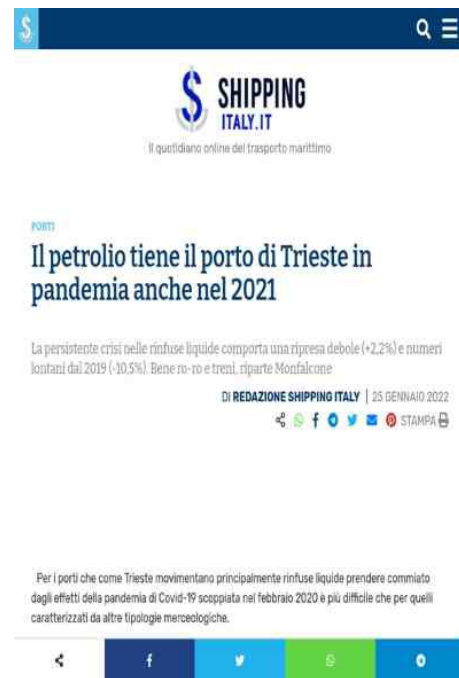 SHIPPING
ITALY.IT
Il quotidiano online del trasporto marittimo
PORTI
Il petrolio tiene il porto di Trieste in
pandemia anche nel 2021
La persistente crisi nelle rinfuse liquide comporta una ripresa debole (+2,2%) e numeri
lontani dal 2019 (-10,5%). Bene ro-ro e treni, riparte Monfalcone
DI REDAZIONE SHIPPING ITALY | 25 GENNAIO 2022
STAMPA
Per i porti che come Trieste movimentano principalmente rinfuse liquide prendere commiato
dagli effetti della pandemia di Covid-19 scoppiata nel febbraio 2020 è più difficile che per quelli
caratterizzati da altre tipologie merceologiche.